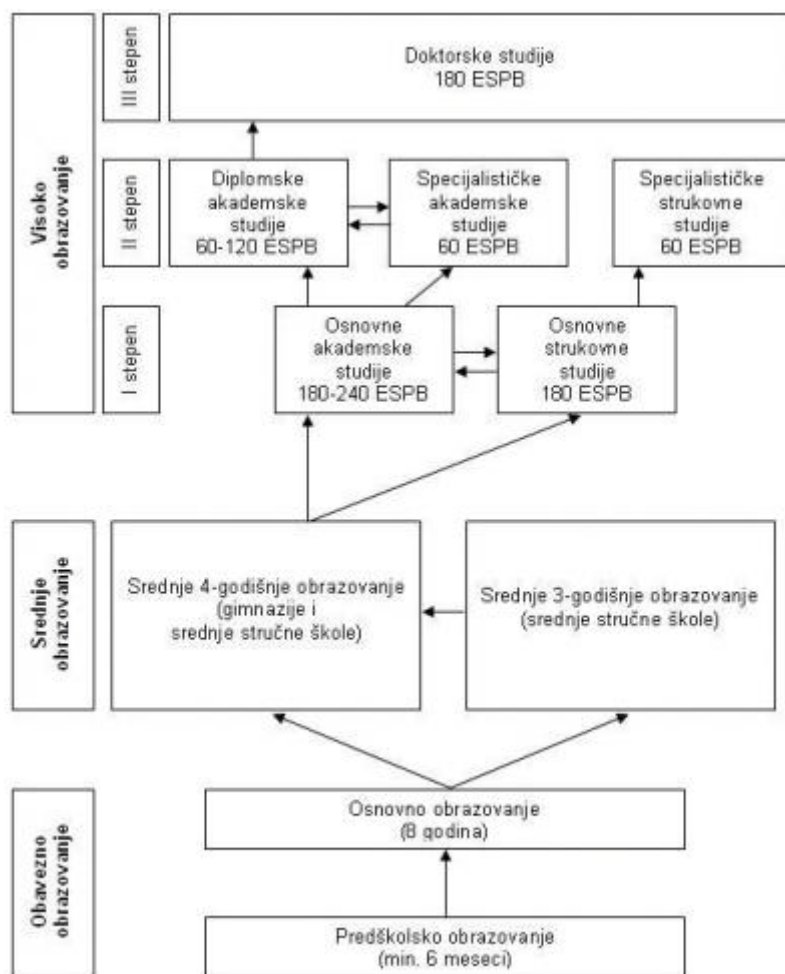 Visoko
obrazovanje
III stepen
Doktorske studije
180 ESPB
II stepen
Diplomske
akademske
studije
60-120 ESPB
Specijalističke
akademske
studije
60 ESPB
Specijalističke
strukovne
studije
60 ESPB
I stepen
Osnovne
akademske
studije
180-240 ESPB
Osnovne
strukovne
studije
180 ESPB
Srednje
obrazovanje
Srednje 4-godišnje obrazovanje
(gimnazije i
srednje stručne škole)
Srednje 3-godišnje obrazovanje
(srednje stručne škole)
Obavezno
obrazovanje
Osnovno obrazovanje
(8 godina)
Predškolsko obrazovanje
(min. 6 meseci)